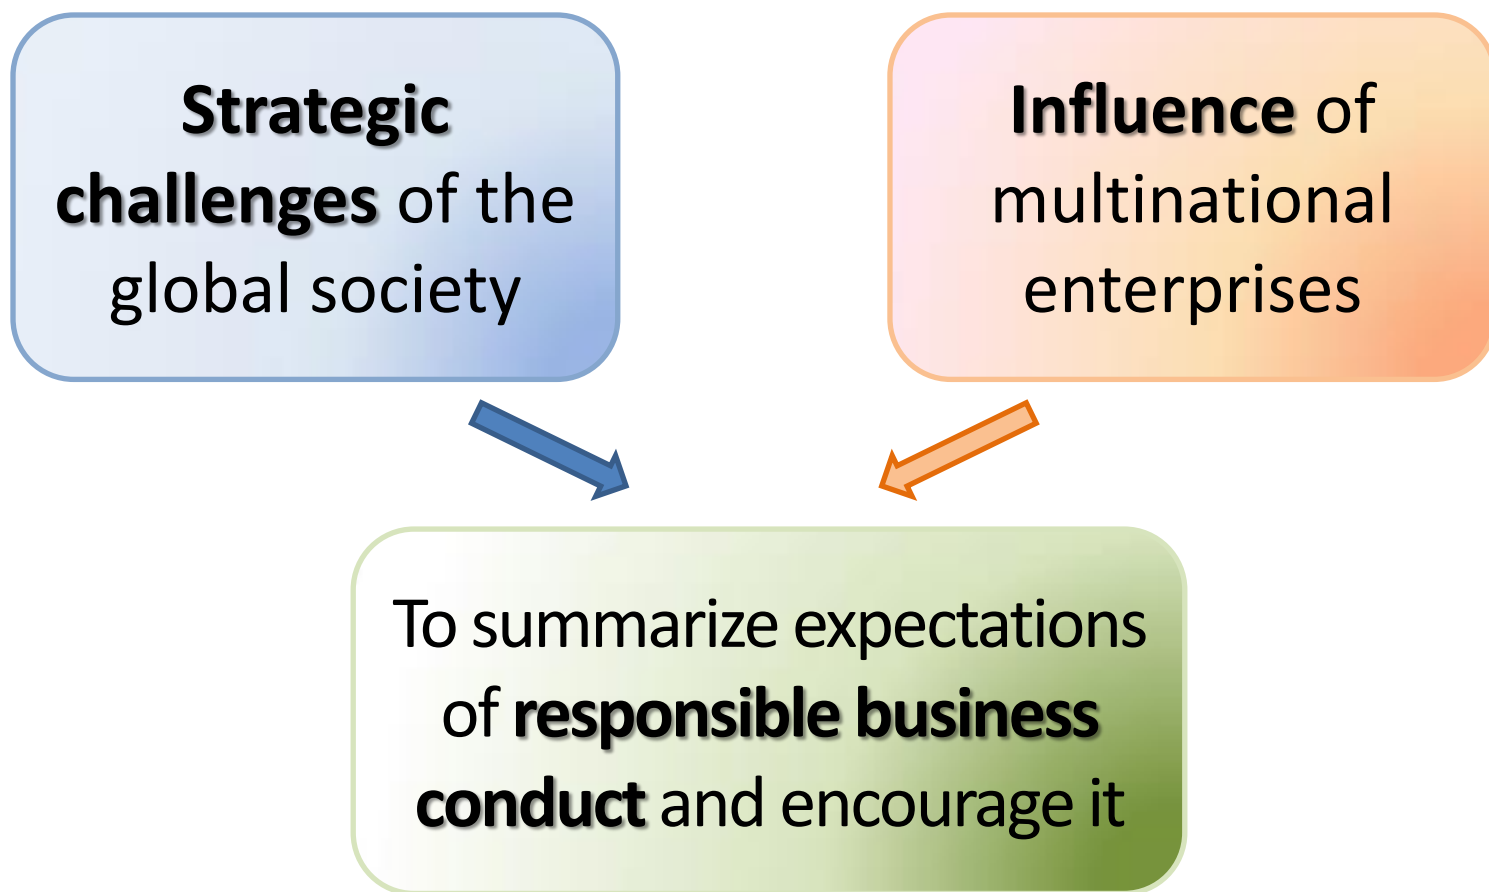 Strategic
challenges of the
global society
Influence of
multinational
enterprises
To summarize expectations
of responsible business
conduct and encourage it